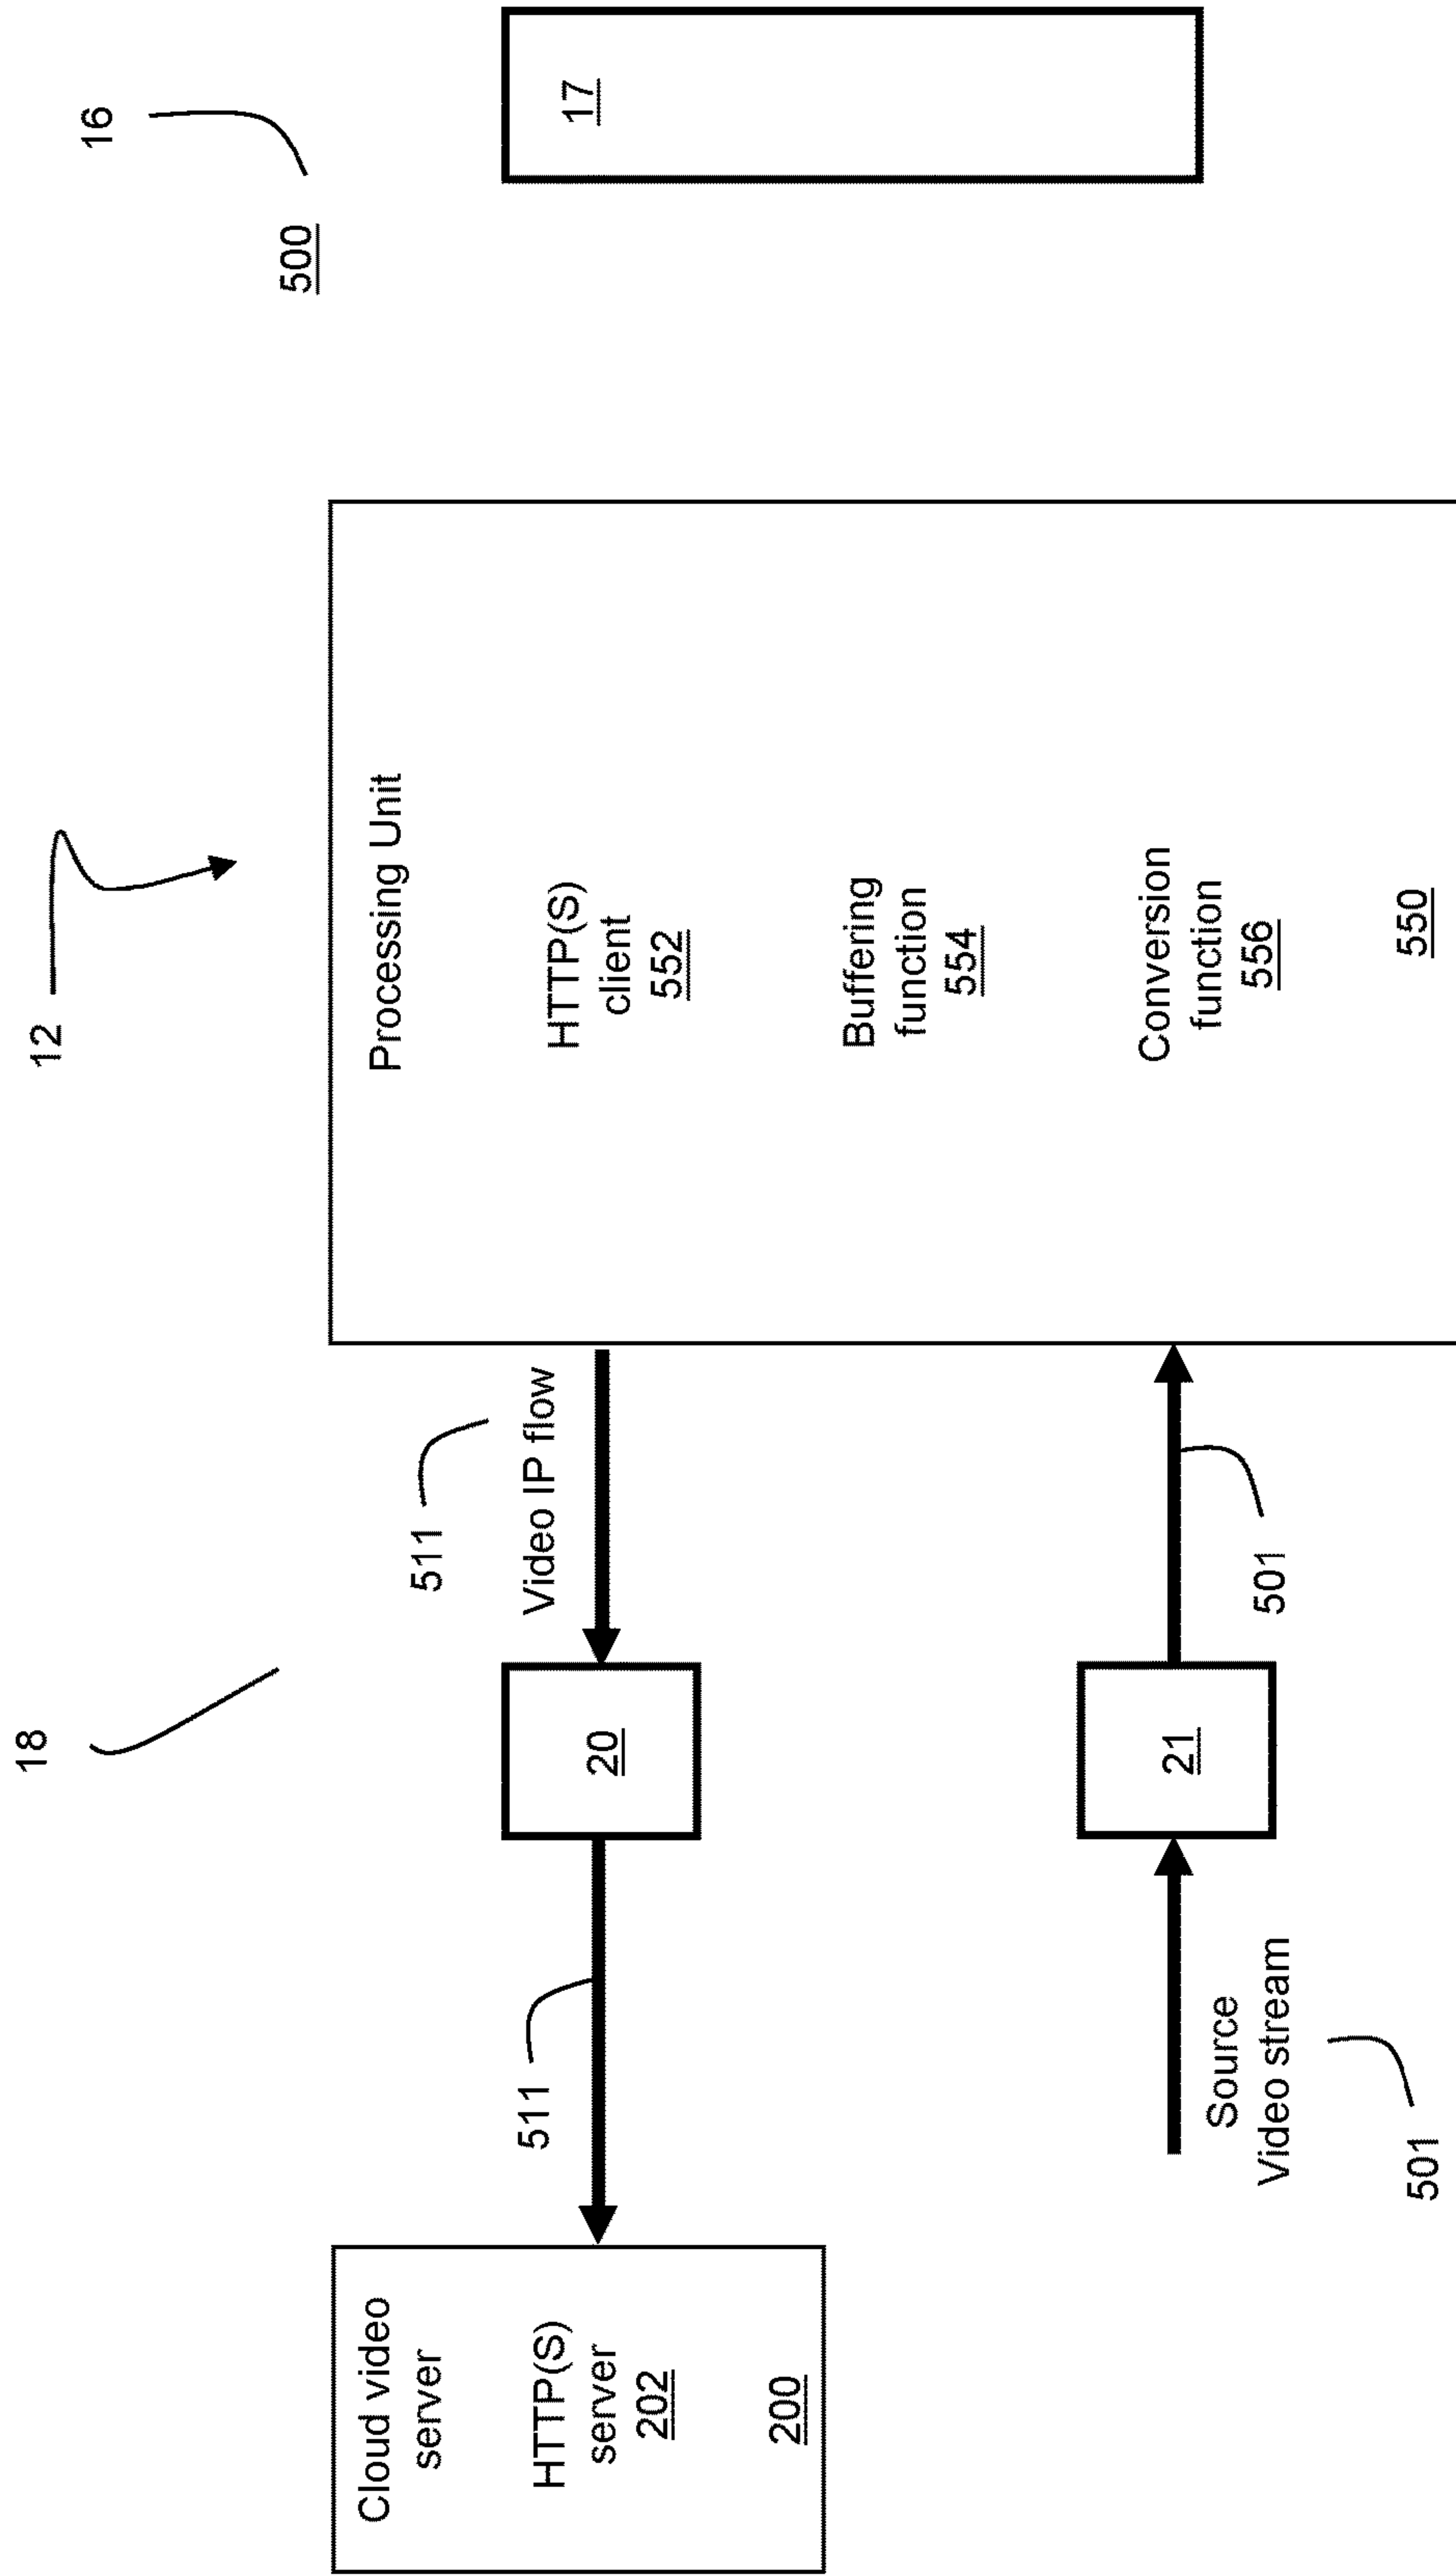 18
12
16
500
Cloud video
server
HTTP(S)
server
202
200
511
20
511
Video IP flow
Processing Unit
HTTP(S)
client
552
Buffering
function
554
Conversion
function
556
550
17
Source
Video stream
501
21
501